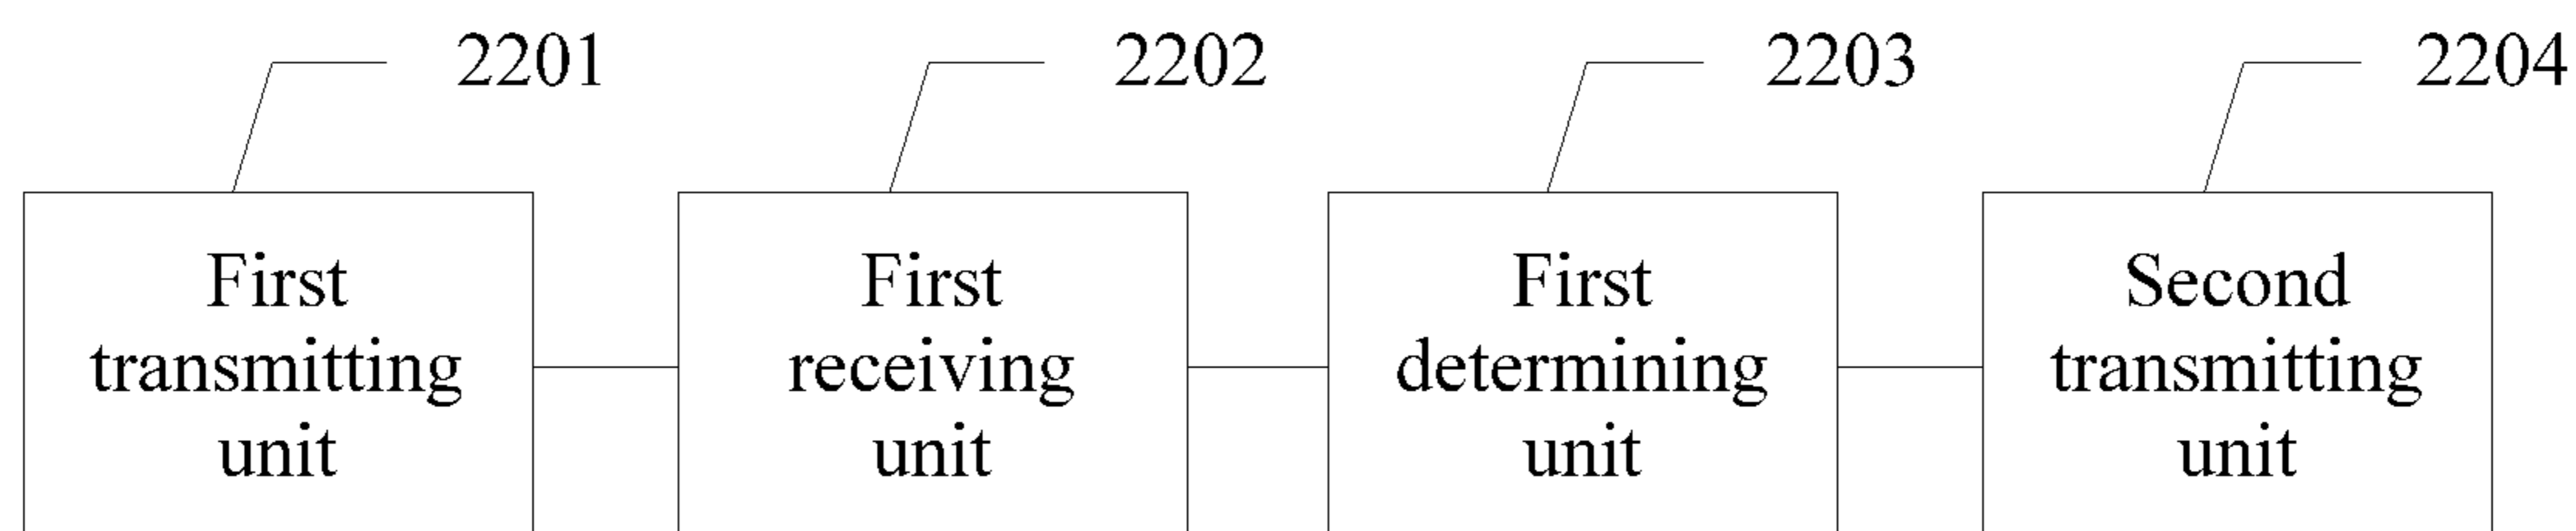 2201
2202
2203
2204
First
transmitting
unit
First
receiving
unit
First
determining
unit
Second
transmitting
unit